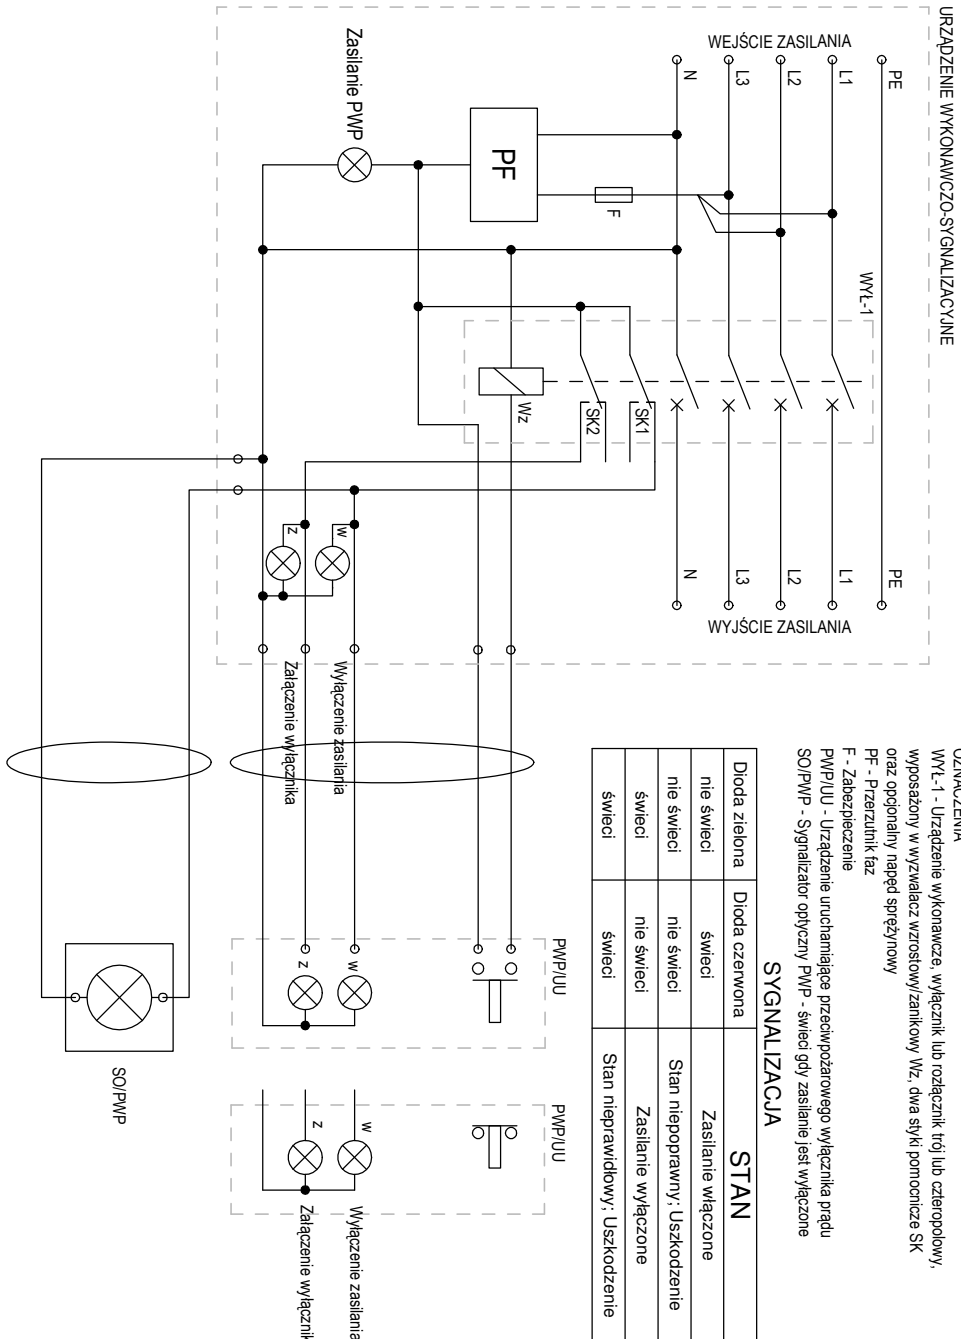 URZĄDZENIE WYKONAWCZO-SYGNALIZACYJNE
WEJŚCIE ZASILANIA
PE
L1
L2
L3
N
PF
F
Zasilanie PWP
WYŁ-1
SK1
SK2
Wz
w
z
PE
L1
L2
L3
N
WYJŚCIE ZASILANIA
Wyłączenie zasilania
Załączenie wyłącznika
PWP/UU
w
z
SO/PWP
PWP/UU
w
z
Wyłączenie zasilania
Załączenie wyłącznik
OZNACZENIA
WYŁ-1 - Urządzenie wykonawcze, wyłącznik lub rozłącznik trój lub czteropolowy,
wyposażony w wyzwalacz wzrostowy/zanikowy Wz, dwa styki pomocnicze SK
oraz opcjonalny napęd sprężynowy
PF - Przerzutnik faz
F - Zabezpieczenie
PWP/UU - Urządzenie uruchamiające przeciwpożarowego wyłącznika prądu
SO/PWP - Sygnalizator optyczny PWP - świeci gdy zasilanie jest wyłączone
SYGNALIZACJA
Dioda zielona Dioda czerwona STAN
nie świeci świeci Zasilanie włączone
nie świeci nie świeci Stan niepoprawny; Uszkodzenie
świeci nie świeci Zasilanie wyłączone
świeci świeci Stan nieprawidłowy; Uszkodzenie